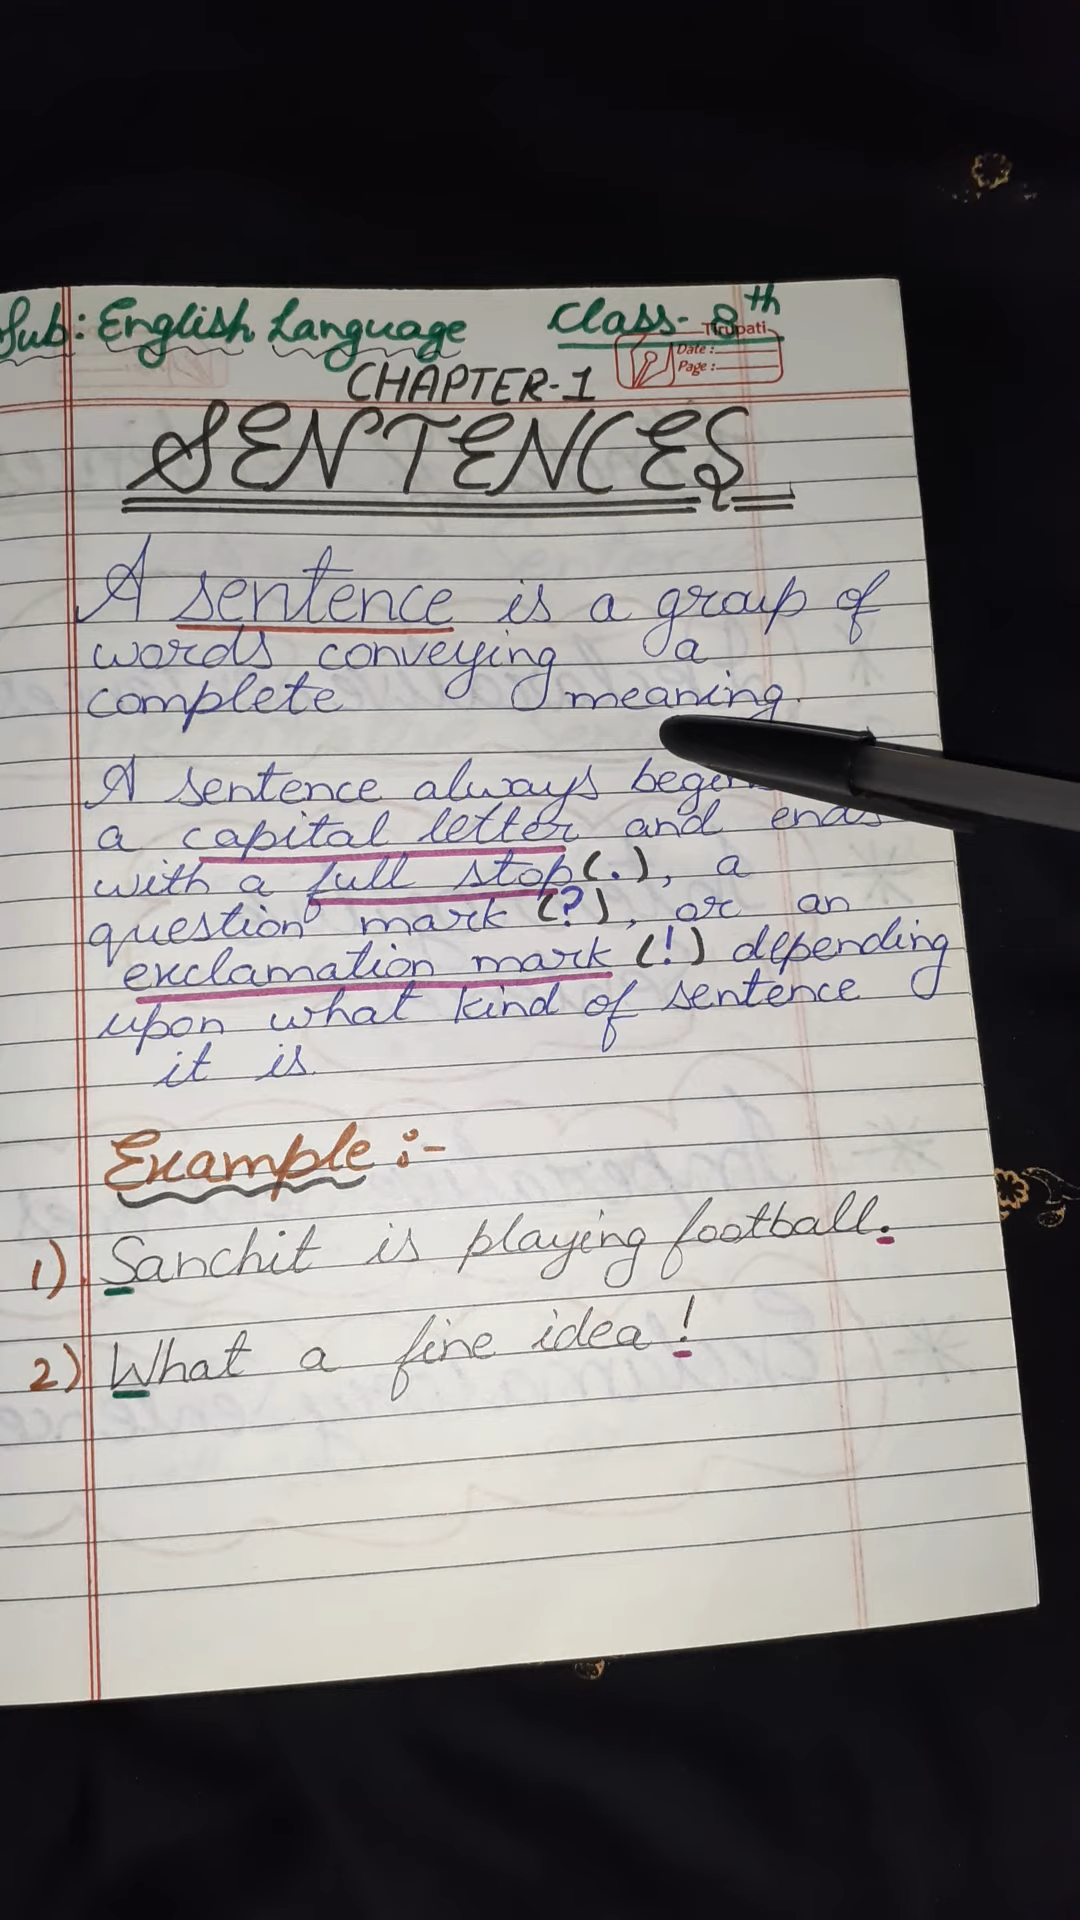 Sub: English Language Class- 8th
Tirupati
Date:
Page:
CHAPTER-1
SENTENCES
A sentence is a group of
words conveying a
complete meaning.
A sentence always
a capital letter and ends
with a full stop(.), a
question mark (?), or an
exclamation mark (!) depending
upon what kind of sentence
it is.
Example :-
1) Sanchit is playing football.
2) What a fine idea!